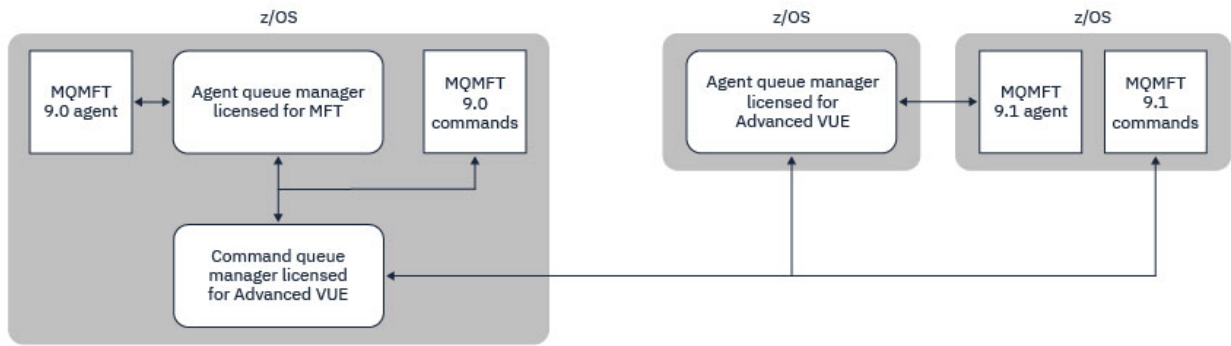 z/OS
z/OS
z/OS
MQMFT
9.0 agent
Agent queue manager
licensed for MFT
MQMFT
9.0
commands
Agent queue manager
licensed for
Advanced VUE
MQMFT
9.1 agent
MQMFT
9.1
commands
Command queue
manager licensed
for Advanced VUE